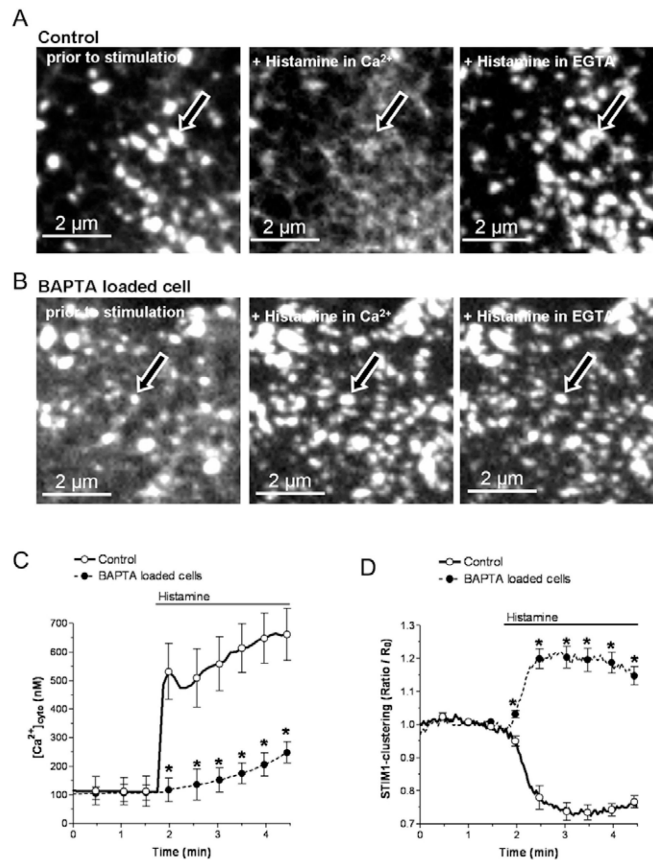 A
Control
prior to stimulation
+ Histamine in Ca²⁺
+ Histamine in EGTA
2 µm
2 µm
2 µm
B
BAPTA loaded cell
prior to stimulation
+ Histamine in Ca²⁺
+ Histamine in EGTA
2 µm
2 µm
2 µm
C
Control
BAPTA loaded cells
Histamine
700
600
500
400
300
200
100
0
[Ca²⁺]cyto (nM)
* * * * * *
0 1 2 3 4
Time (min)
D
Control
BAPTA loaded cells
Histamine
1.3
1.2
1.1
1.0
0.9
0.8
0.7
STIM1-clustering (Ratio / R0)
* * * * * *
0 1 2 3 4
Time (min)